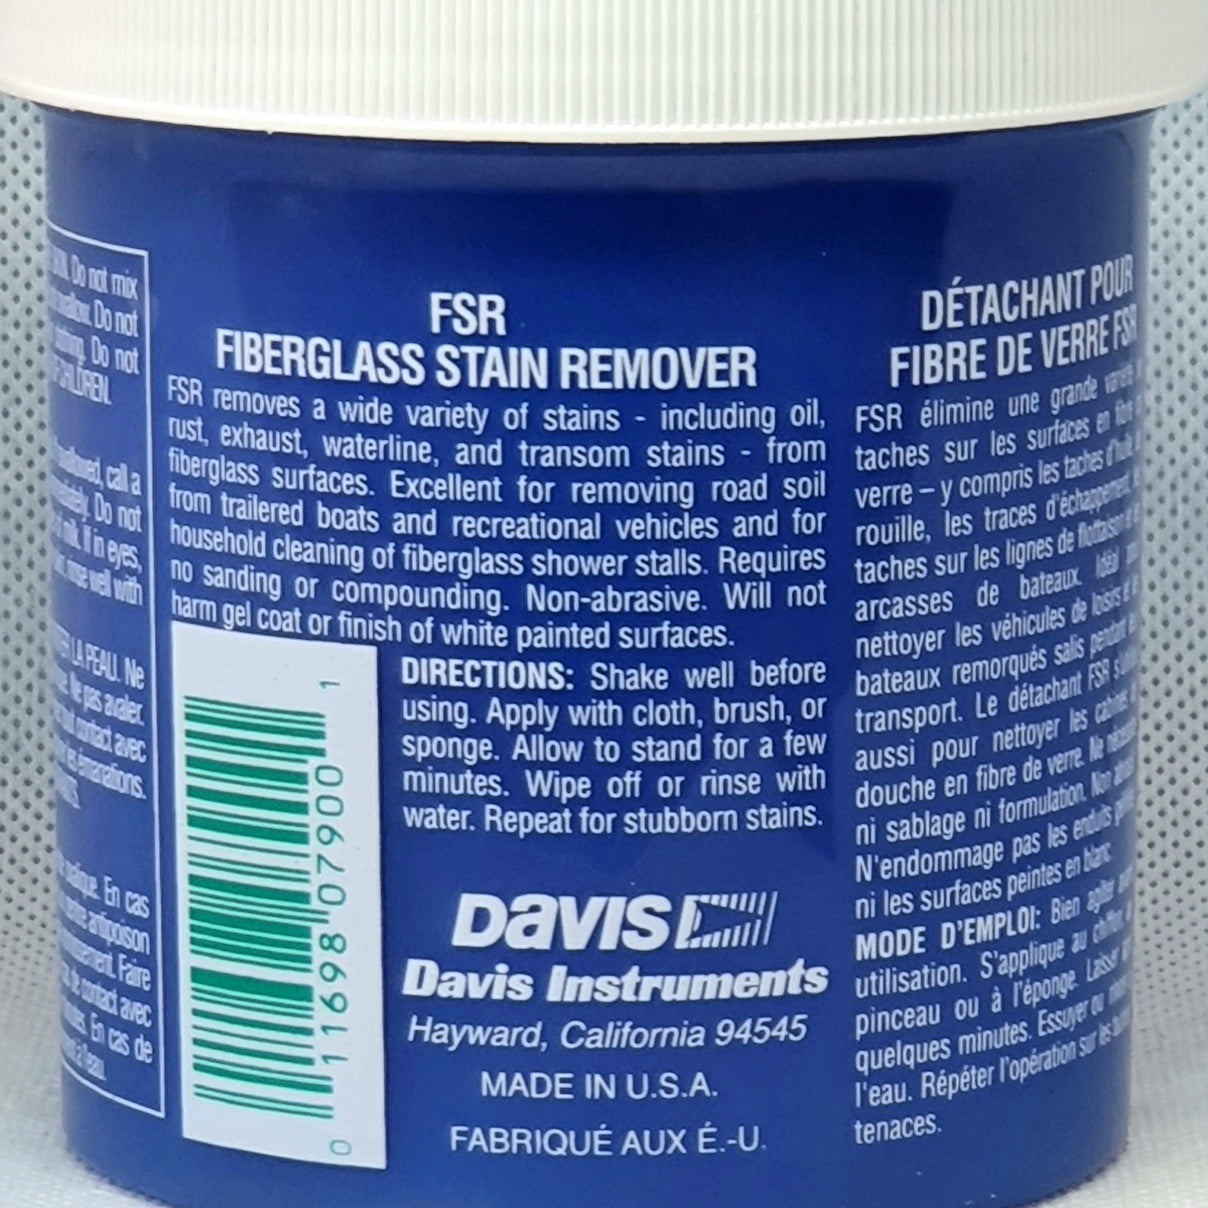 Do not mix
Do not
Do not
CHILDREN.
call a
Do not
milk. If in eyes,
rinse well with
LA PEAU. Ne
Ne pas avaler.
contact avec
les émanations.
En cas
antipoison
Faire
contact avec
En cas de
à l'eau.
FSR
FIBERGLASS STAIN REMOVER
FSR removes a wide variety of stains - including oil,
rust, exhaust, waterline, and transom stains - from
fiberglass surfaces. Excellent for removing road soil
from trailered boats and recreational vehicles and for
household cleaning of fiberglass shower stalls. Requires
no sanding or compounding. Non-abrasive. Will not
harm gel coat or finish of white painted surfaces.
DIRECTIONS: Shake well before
using. Apply with cloth, brush, or
sponge. Allow to stand for a few
minutes. Wipe off or rinse with
water. Repeat for stubborn stains.
0 11698 07900 1
DAVIS
Davis Instruments
Hayward, California 94545
MADE IN U.S.A.
FABRIQUÉ AUX É.-U.
DÉTACHANT POUR
FIBRE DE VERRE FSR
FSR élimine une grande variété
taches sur les surfaces en fibre
verre – y compris les taches d'huile
rouille, les traces d'échappement,
taches sur les lignes de flottaison et
arcasses de bateaux. Idéal
nettoyer les véhicules de loisirs et
bateaux remorqués salis pendant
transport. Le détachant FSR
aussi pour nettoyer les cabines
douche en fibre de verre. Ne
ni sablage ni formulation. Non
N'endommage pas les enduits
ni les surfaces peintes en blanc.
MODE D'EMPLOI: Bien agiter
utilisation. S'applique au chiffon,
pinceau ou à l'éponge. Laisser
quelques minutes. Essuyer ou
l'eau. Répéter l'opération sur les
tenaces.